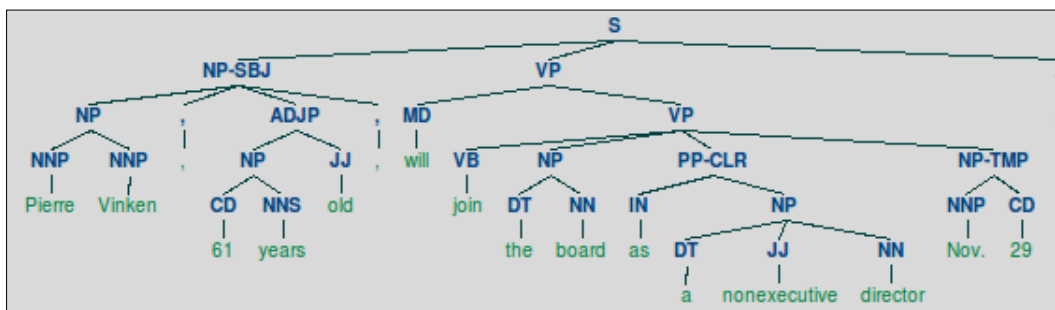 S
NP-SBJ VP
NP , ADJP , MD VP
NNP NNP , NP JJ , will VB NP PP-CLR NP-TMP
Pierre Vinken CD NNS old join DT NN IN NP NNP CD
61 years the board as DT JJ NN Nov. 29
a nonexecutive director